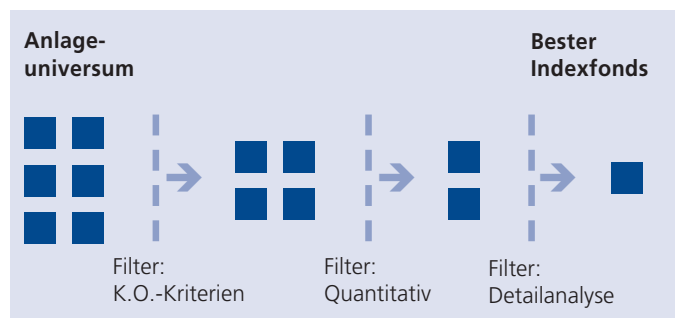 Anlage-
universum
Bester
Indexfonds
Filter:
K.O.-Kriterien
Filter:
Quantitativ
Filter:
Detailanalyse